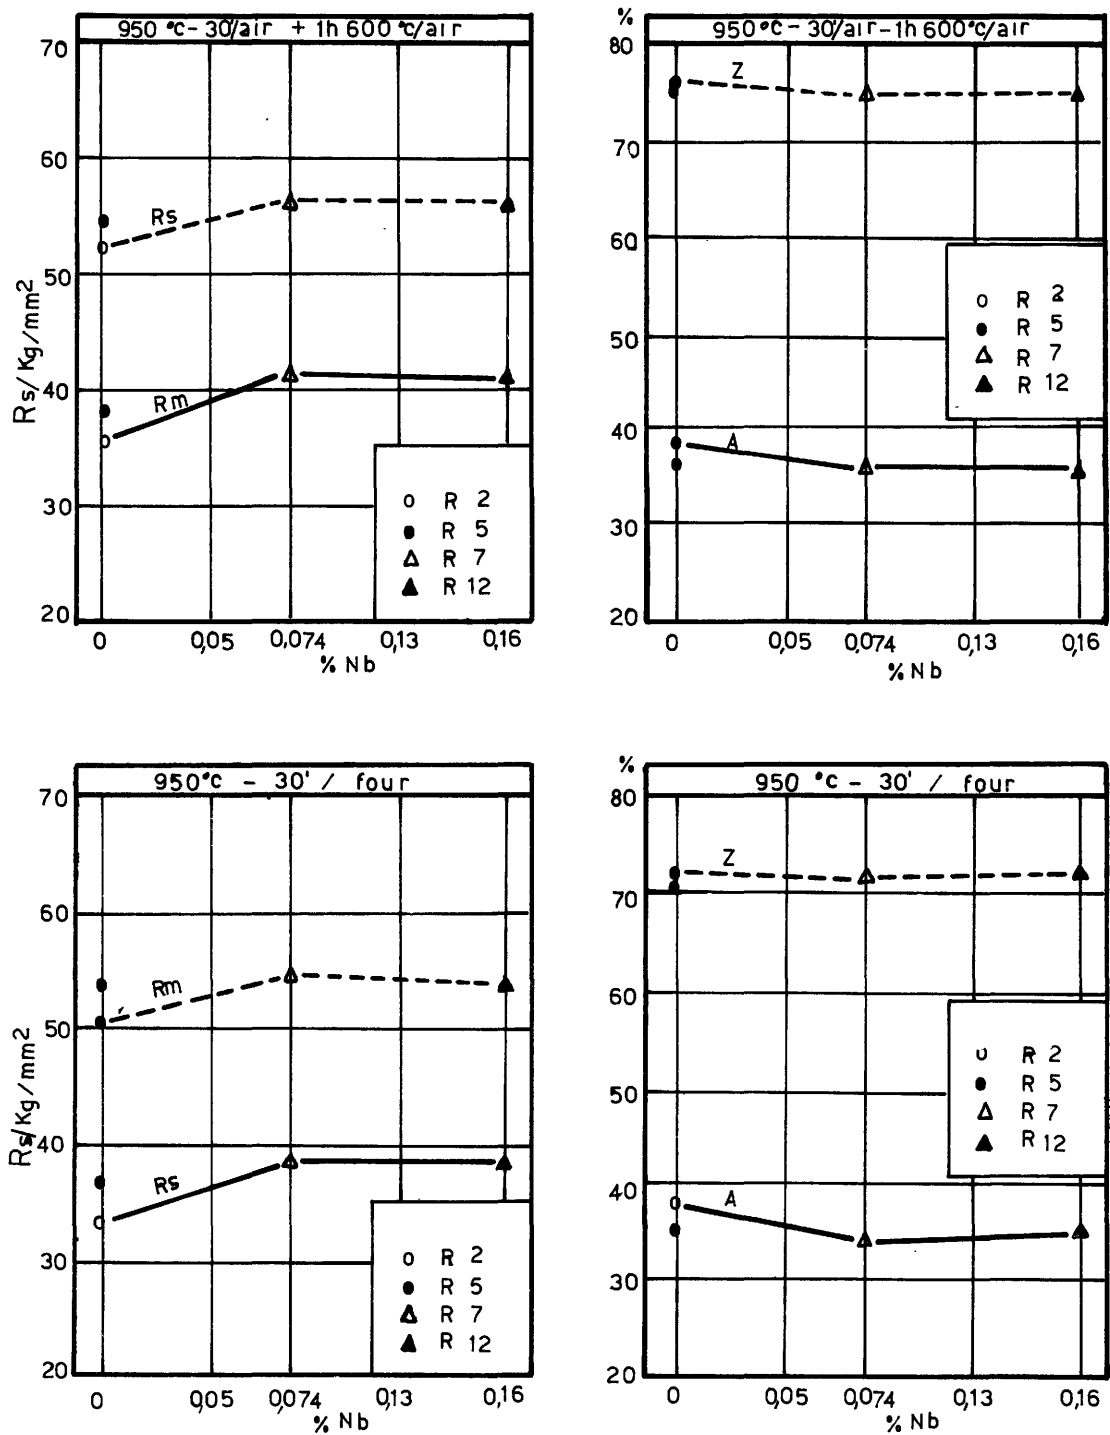 950 °c - 30'/air + 1h 600 °c/air
70
60
50
40
30
20
Rs/Kg/mm2
Rs
Rm
o R 2
● R 5
△ R 7
▲ R 12
0 0,05 0,074 0,13 0,16
% Nb
950 °c - 30'/air - 1h 600 °c/air
%
80
70
60
50
40
30
20
Z
A
o R 2
● R 5
△ R 7
▲ R 12
0 0,05 0,074 0,13 0,16
% Nb
950 °c - 30' / four
70
60
50
40
30
20
Rs/Kg/mm2
Rm
Rs
o R 2
● R 5
△ R 7
▲ R 12
0 0,05 0,074 0,13 0,16
% Nb
950 °c - 30' / four
%
80
70
60
50
40
30
20
Z
A
o R 2
● R 5
△ R 7
▲ R 12
0 0,05 0,074 0,13 0,16
% Nb